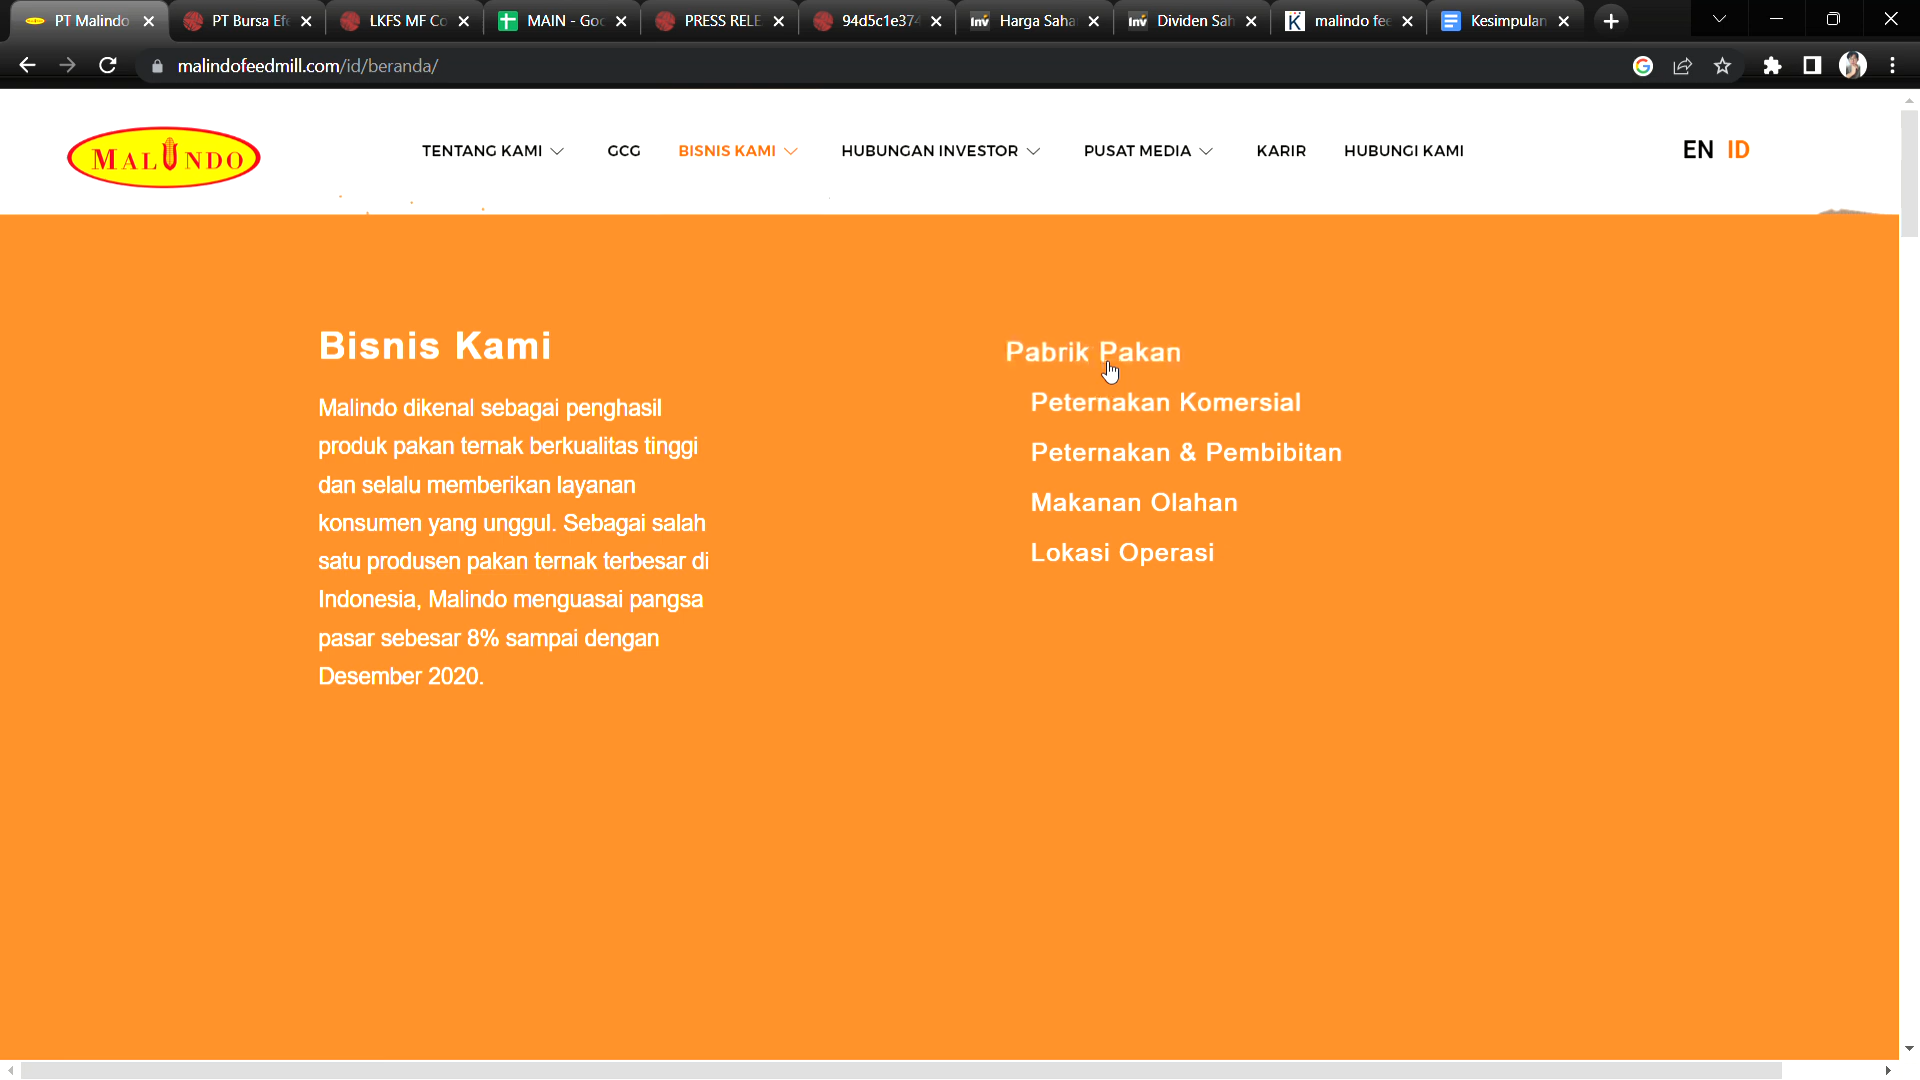 PT Malindo
PT Bursa Efe
LKFS MF Co
MAIN - Goo
PRESS RELE
94d5c1e374
Harga Saha
Dividen Sah
malindo fee
Kesimpulan
malindofeedmill.com/id/beranda/
MALINDO
TENTANG KAMI
GCG
BISNIS KAMI
HUBUNGAN INVESTOR
PUSAT MEDIA
KARIR
HUBUNGI KAMI
EN ID
Bisnis Kami
Malindo dikenal sebagai penghasil
produk pakan ternak berkualitas tinggi
dan selalu memberikan layanan
konsumen yang unggul. Sebagai salah
satu produsen pakan ternak terbesar di
Indonesia, Malindo menguasai pangsa
pasar sebesar 8% sampai dengan
Desember 2020.
Pabrik Pakan
Peternakan Komersial
Peternakan & Pembibitan
Makanan Olahan
Lokasi Operasi